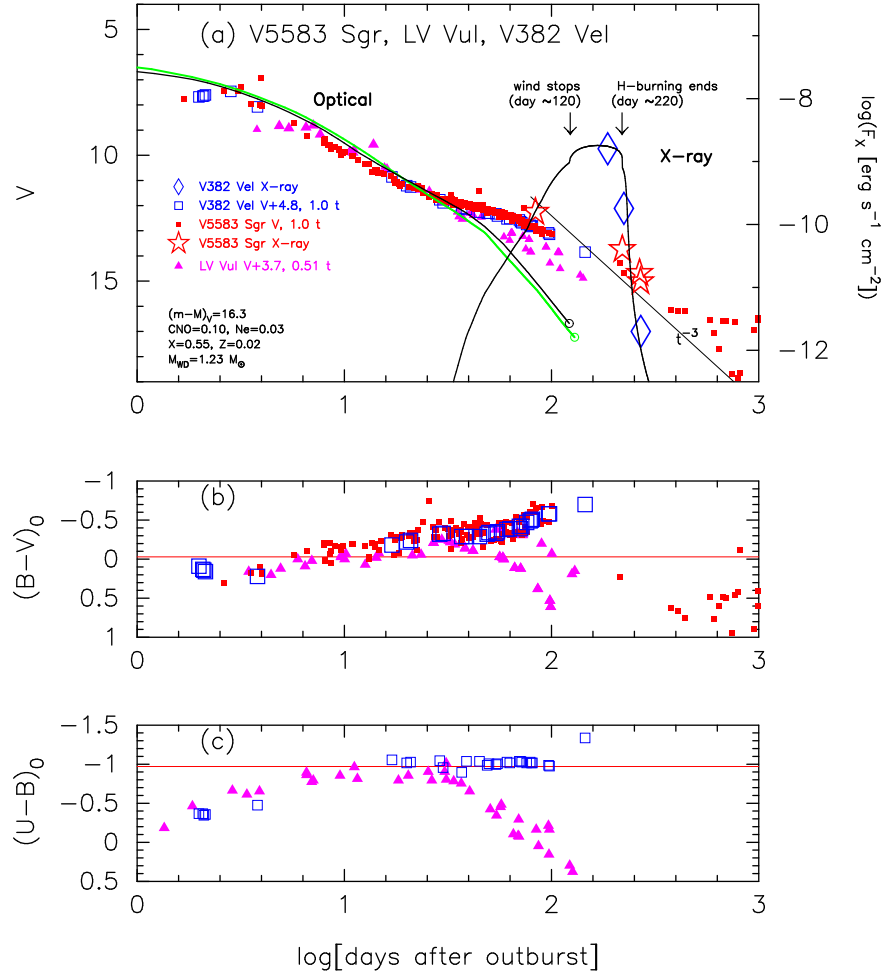 (a) V5583 Sgr, LV Vul, V382 Vel
4
5
10
15
V
Optical
wind stops
(day ~120)
H-burning ends
(day ~220)
X-ray
−8
−10
−12
log(F_X [erg s⁻¹ cm⁻²])
V382 Vel X-ray
V382 Vel V+4.8, 1.0 t
V5583 Sgr V, 1.0 t
V5583 Sgr X-ray
LV Vul V+3.7, 0.51 t
(m-M)_V=16.3
CNO=0.10, Ne=0.03
X=0.55, Z=0.02
M_WD=1.23 M_⊙
t⁻³
0 1 2 3
(b)
−1
−0.5
0
0.5
1
(B−V)₀
0 1 2 3
(c)
−1.5
−1
−0.5
0
0.5
(U−B)₀
0 1 2 3
log[days after outburst]